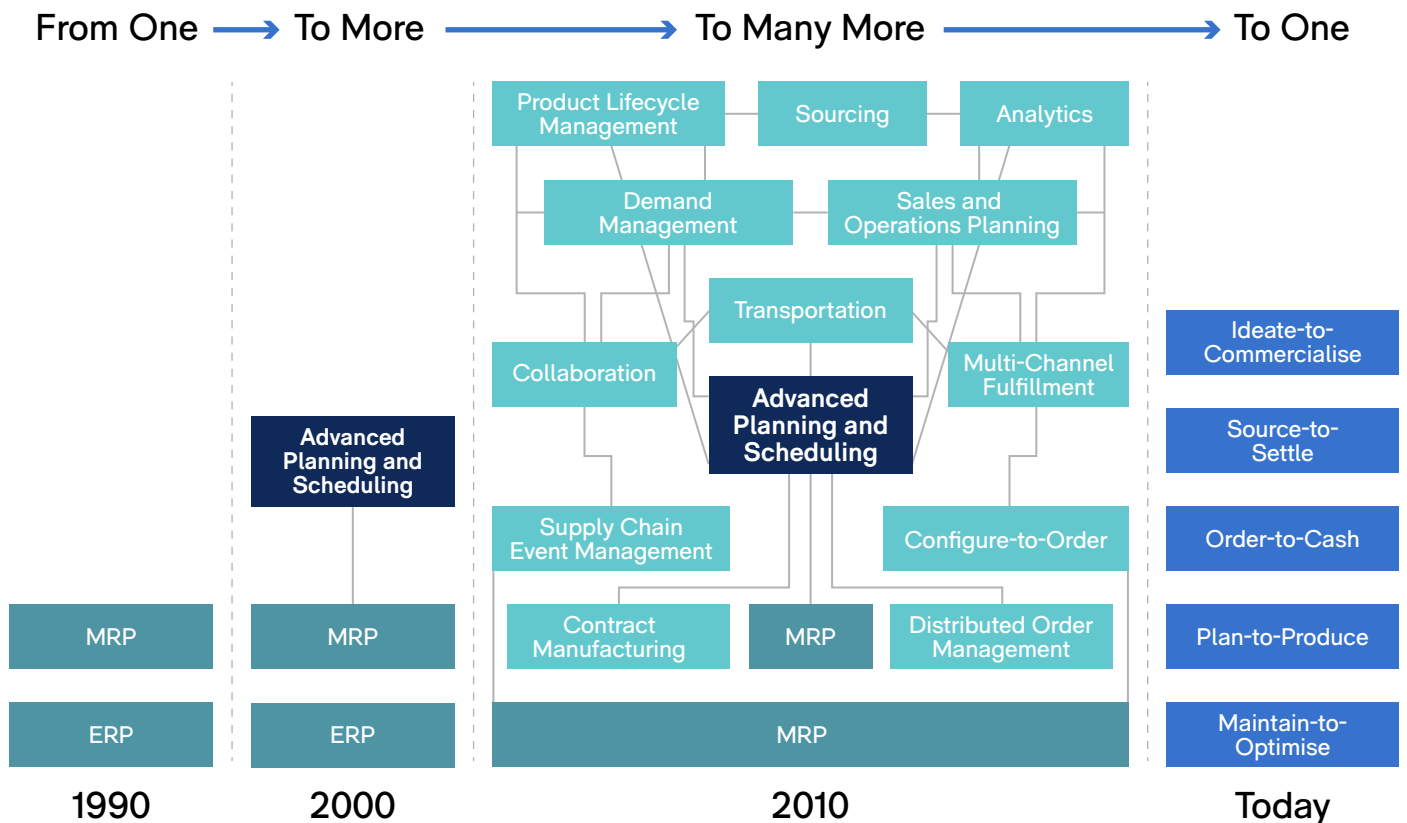 From One
To More
To Many More
To One
Product Lifecycle
Management
Sourcing
Analytics
Demand
Management
Sales and
Operations Planning
Transportation
Collaboration
Multi-Channel
Fulfillment
Advanced
Planning and
Scheduling
Advanced
Planning and
Scheduling
Supply Chain
Event Management
Configure-to-Order
MRP
MRP
Contract
Manufacturing
MRP
Distributed Order
Management
ERP
ERP
MRP
Ideate-to-
Commercialise
Source-to-
Settle
Order-to-Cash
Plan-to-Produce
Maintain-to-
Optimise
1990
2000
2010
Today